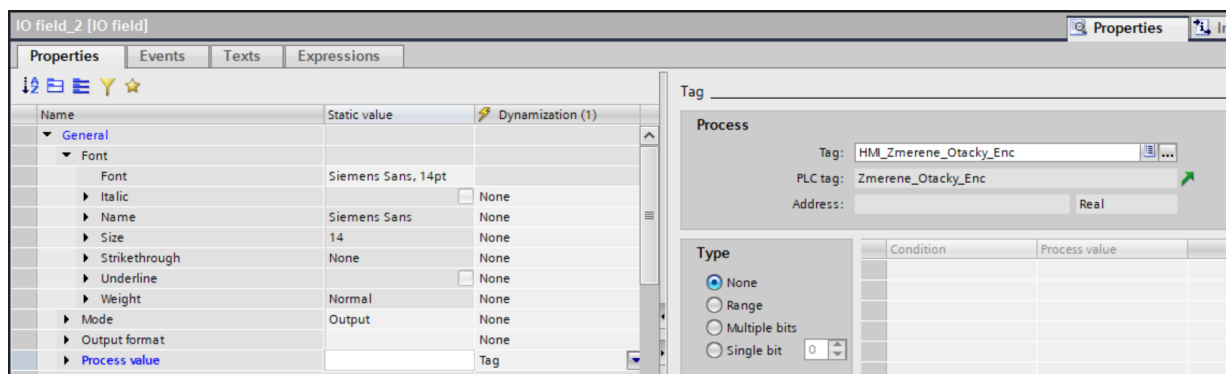 IO field_2 [IO field]
Properties
Properties Events Texts Expressions
Name Static value Dynamization (1)
General
Font
Font Siemens Sans, 14pt
Italic None
Name Siemens Sans None
Size 14 None
Strikethrough None None
Underline None
Weight Normal None
Mode Output None
Output format None
Process value Tag
Tag
Process
Tag: HMI_Zmerene_Otacky_Enc
PLC tag: Zmerene_Otacky_Enc
Address: Real
Type
None
Range
Multiple bits
Single bit 0
Condition Process value